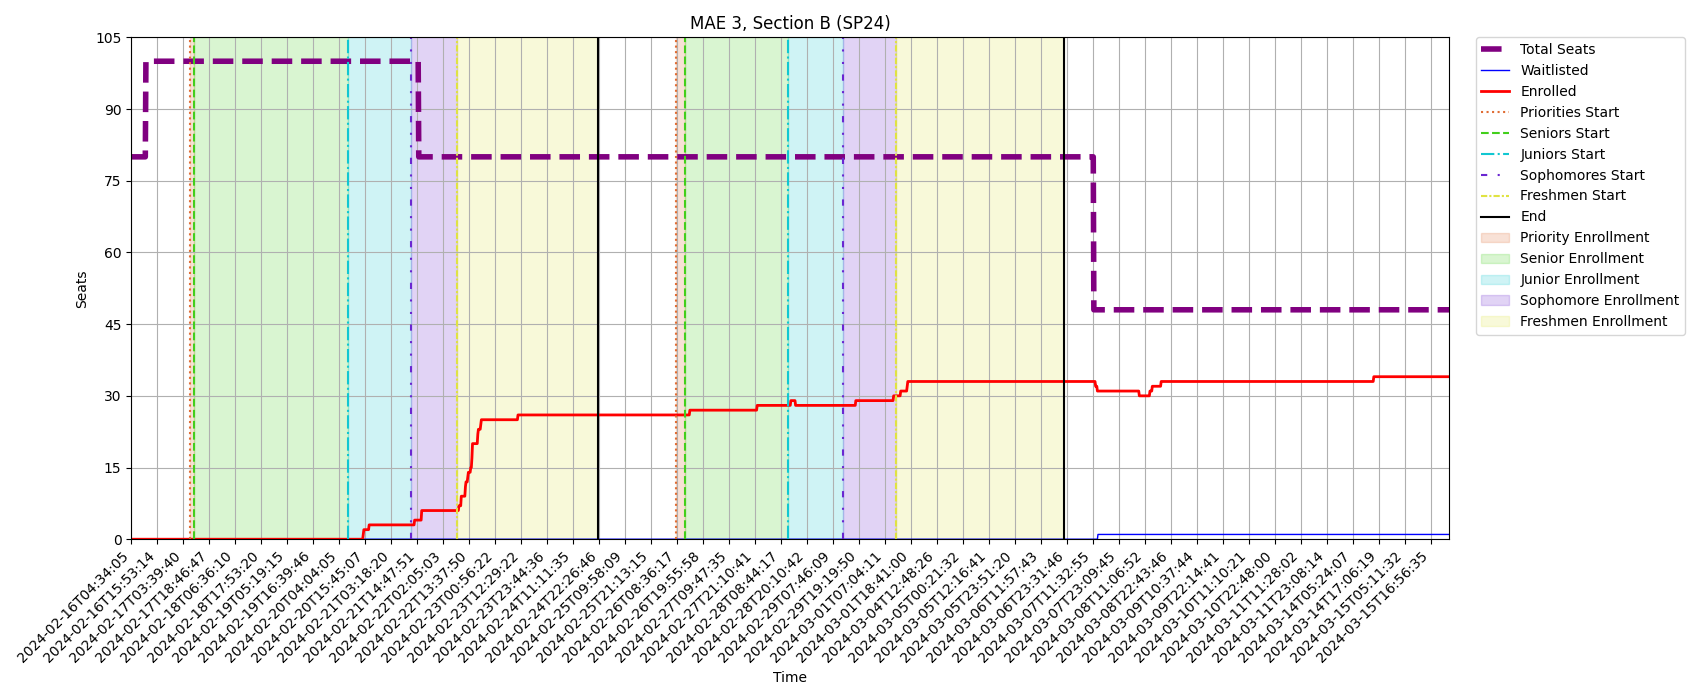 MAE 3, Section B (SP24)
105
90
75
60
45
30
15
0
Seats
2024-02-16T04:34:05
2024-02-16T15:53:14
2024-02-17T03:39:40
2024-02-17T18:46:47
2024-02-18T06:36:10
2024-02-18T17:53:20
2024-02-19T05:19:15
2024-02-19T16:39:46
2024-02-20T04:04:05
2024-02-20T15:45:07
2024-02-21T03:18:20
2024-02-21T14:47:51
2024-02-22T02:05:03
2024-02-22T13:37:50
2024-02-23T00:56:22
2024-02-23T12:29:22
2024-02-23T23:44:36
2024-02-24T11:11:35
2024-02-24T22:26:46
2024-02-25T09:58:09
2024-02-25T21:13:15
2024-02-26T08:36:17
2024-02-26T19:55:58
2024-02-27T09:47:35
2024-02-27T21:10:41
2024-02-28T08:44:17
2024-02-28T20:10:42
2024-02-29T07:46:09
2024-02-29T19:19:50
2024-03-01T07:04:11
2024-03-01T18:41:00
2024-03-04T12:48:26
2024-03-05T00:21:32
2024-03-05T12:16:41
2024-03-05T23:51:20
2024-03-06T11:57:43
2024-03-06T23:31:46
2024-03-07T11:32:55
2024-03-07T23:09:45
2024-03-08T11:06:52
2024-03-08T22:43:46
2024-03-09T10:37:44
2024-03-09T22:14:41
2024-03-10T11:10:21
2024-03-10T22:48:00
2024-03-11T11:28:02
2024-03-11T23:08:14
2024-03-14T05:24:07
2024-03-14T17:06:19
2024-03-15T05:11:32
2024-03-15T16:56:35
Time
Total Seats
Waitlisted
Enrolled
Priorities Start
Seniors Start
Juniors Start
Sophomores Start
Freshmen Start
End
Priority Enrollment
Senior Enrollment
Junior Enrollment
Sophomore Enrollment
Freshmen Enrollment